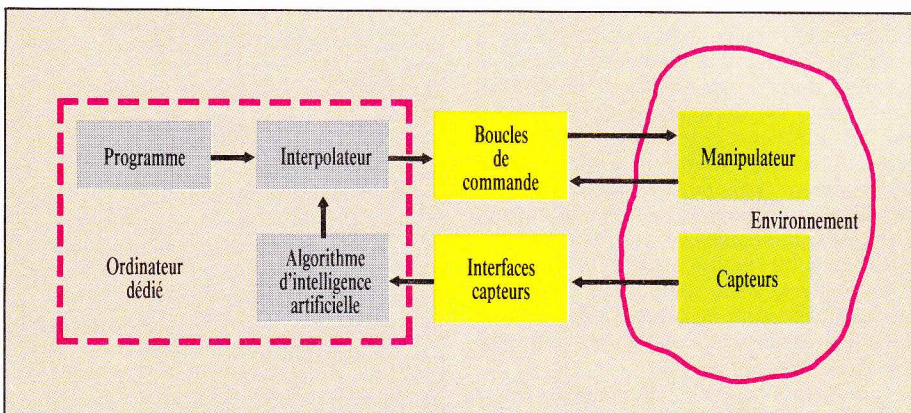 Programme
Interpolateur
Boucles
de
commande
Manipulateur
Environnement
Ordinateur
dédié
Algorithme
d'intelligence
artificielle
Interfaces
capteurs
Capteurs